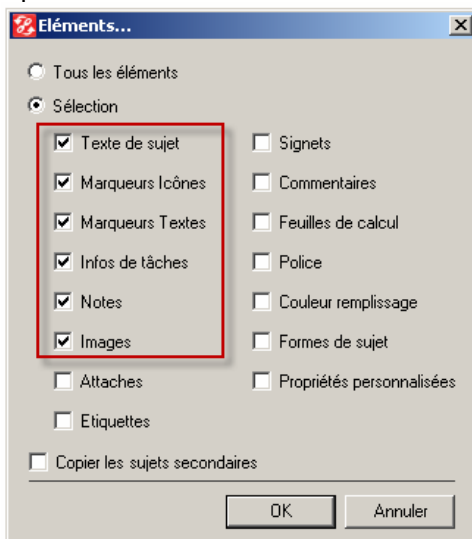 Eléments...
Tous les éléments
Sélection
Texte de sujet
Marqueurs Icônes
Marqueurs Textes
Infos de tâches
Notes
Images
Attaches
Etiquettes
Signets
Commentaires
Feuilles de calcul
Police
Couleur remplissage
Formes de sujet
Propriétés personnalisées
Copier les sujets secondaires
OK Annuler